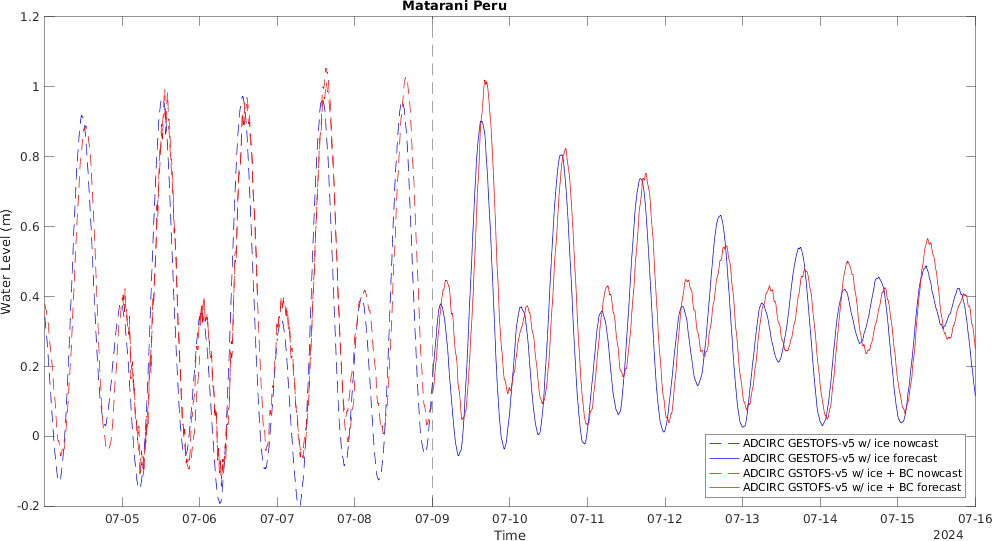 Matarani Peru
1.2
1
0.8
0.6
0.4
0.2
0
-0.2
Water Level (m)
ADCIRC GESTOFS-v5 w/ ice nowcast
ADCIRC GESTOFS-v5 w/ ice forecast
ADCIRC GSTOFS-v5 w/ ice + BC nowcast
ADCIRC GSTOFS-v5 w/ ice + BC forecast
07-05 07-06 07-07 07-08 07-09 07-10 07-11 07-12 07-13 07-14 07-15 07-16
Time
2024